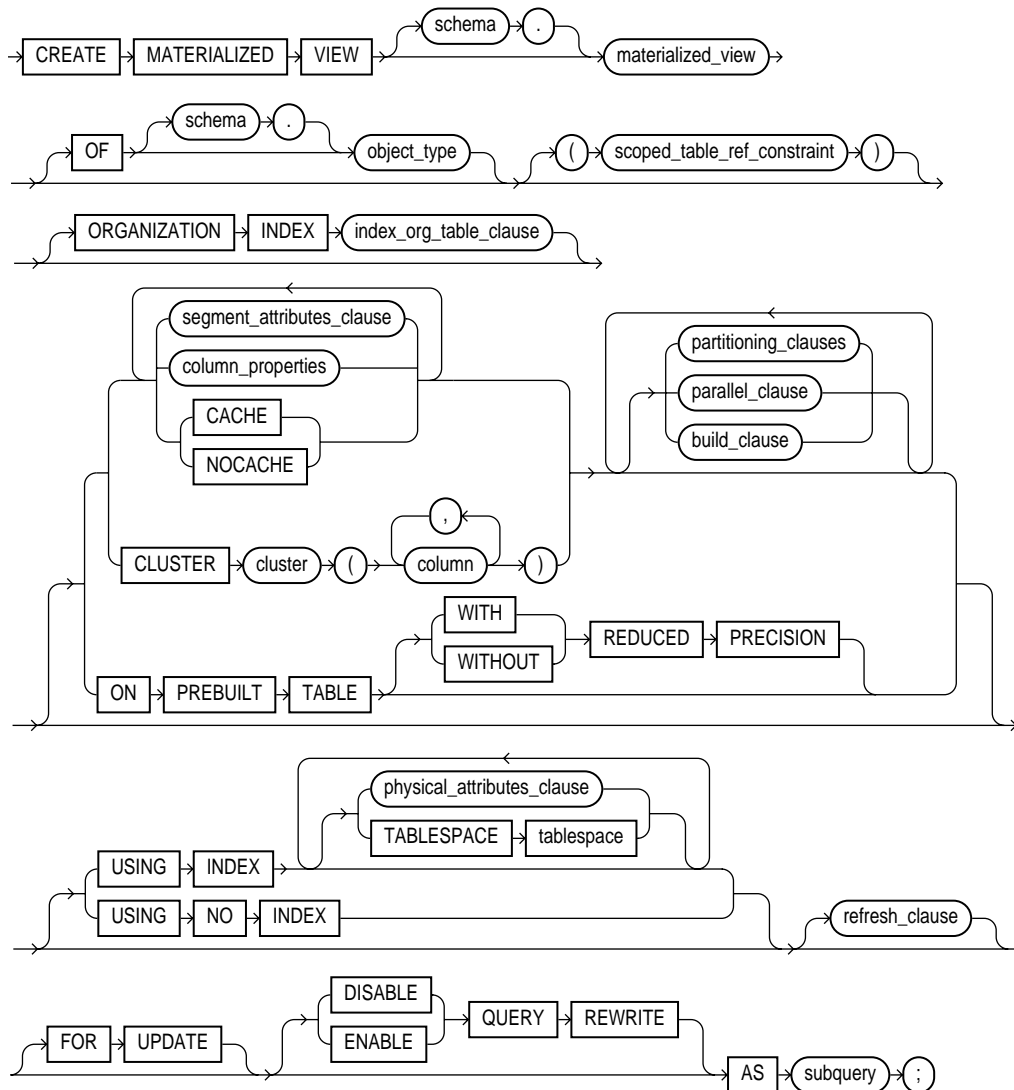 schema .
CREATE MATERIALIZED VIEW materialized_view
schema .
OF object_type ( scoped_table_ref_constraint )
ORGANIZATION INDEX index_org_table_clause
segment_attributes_clause partitioning_clauses
column_properties parallel_clause
CACHE
build_clause
NOCACHE
,
CLUSTER cluster ( column )
WITH
REDUCED PRECISION
WITHOUT
ON PREBUILT TABLE
physical_attributes_clause
TABLESPACE tablespace
USING INDEX
USING NO INDEX refresh_clause
DISABLE
FOR UPDATE QUERY REWRITE
ENABLE
AS subquery ;